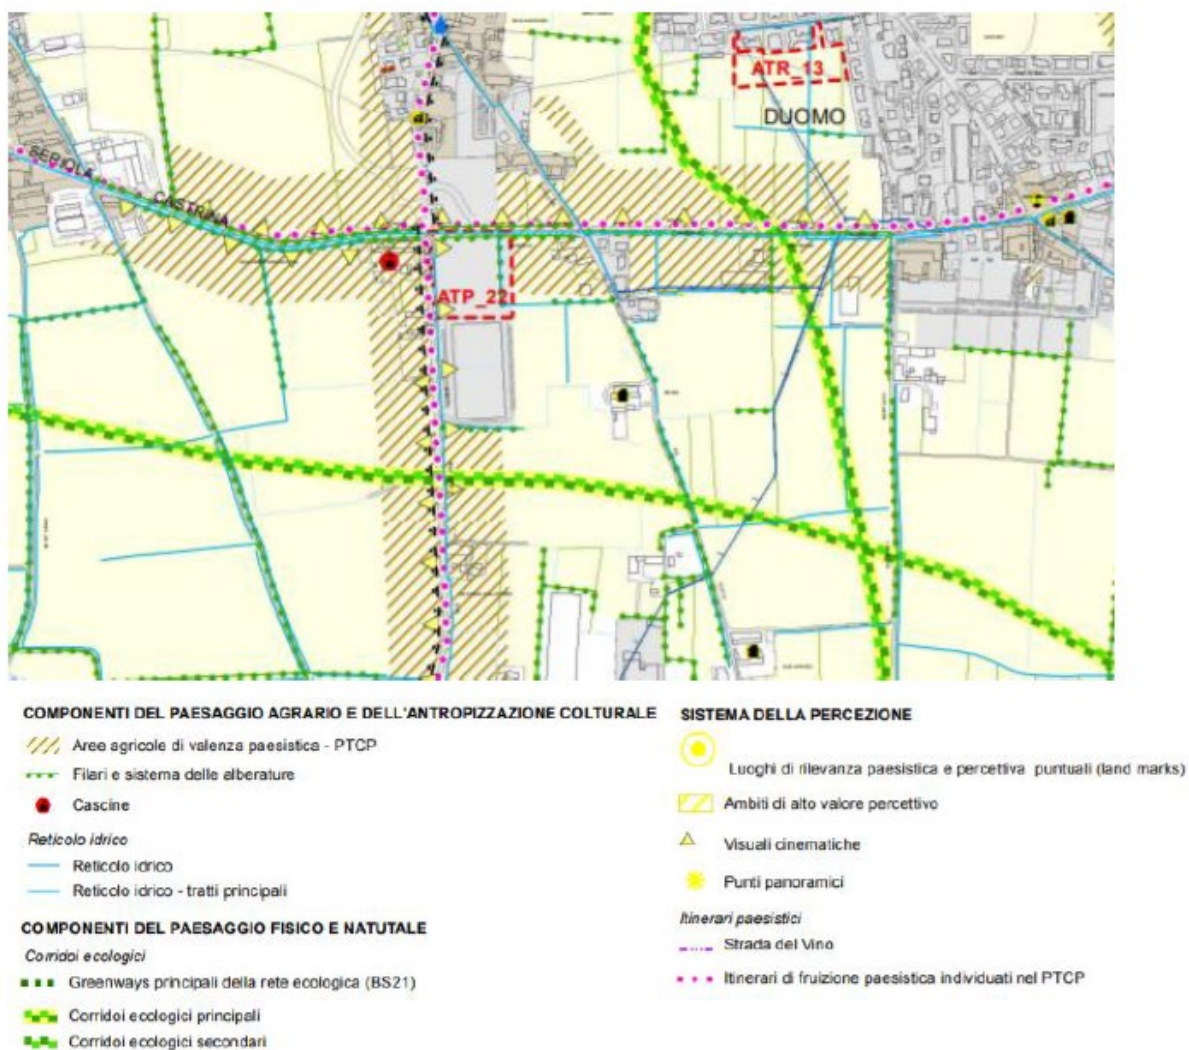 ATR_13
DUOMO
SERIOLA
CASTRINA
ATP_22
COMPONENTI DEL PAESAGGIO AGRARIO E DELL'ANTROPIZZAZIONE COLTURALE
Aree agricole di valenza paesistica - PTCP
Filari e sistema delle alberature
Cascine
Reticolo idrico
Reticolo idrico
Reticolo idrico - tratti principali
COMPONENTI DEL PAESAGGIO FISICO E NATUTALE
Corridoi ecologici
Greenways principali della rete ecologica (BS21)
Corridoi ecologici principali
Corridoi ecologici secondari
SISTEMA DELLA PERCEZIONE
Luoghi di rilevanza paesistica e percettiva puntuali (land marks)
Ambiti di alto valore percettivo
Visuali cinematiche
Punti panoramici
Itinerari paesistici
Strada del Vino
Itinerari di fruizione paesistica individuati nel PTCP